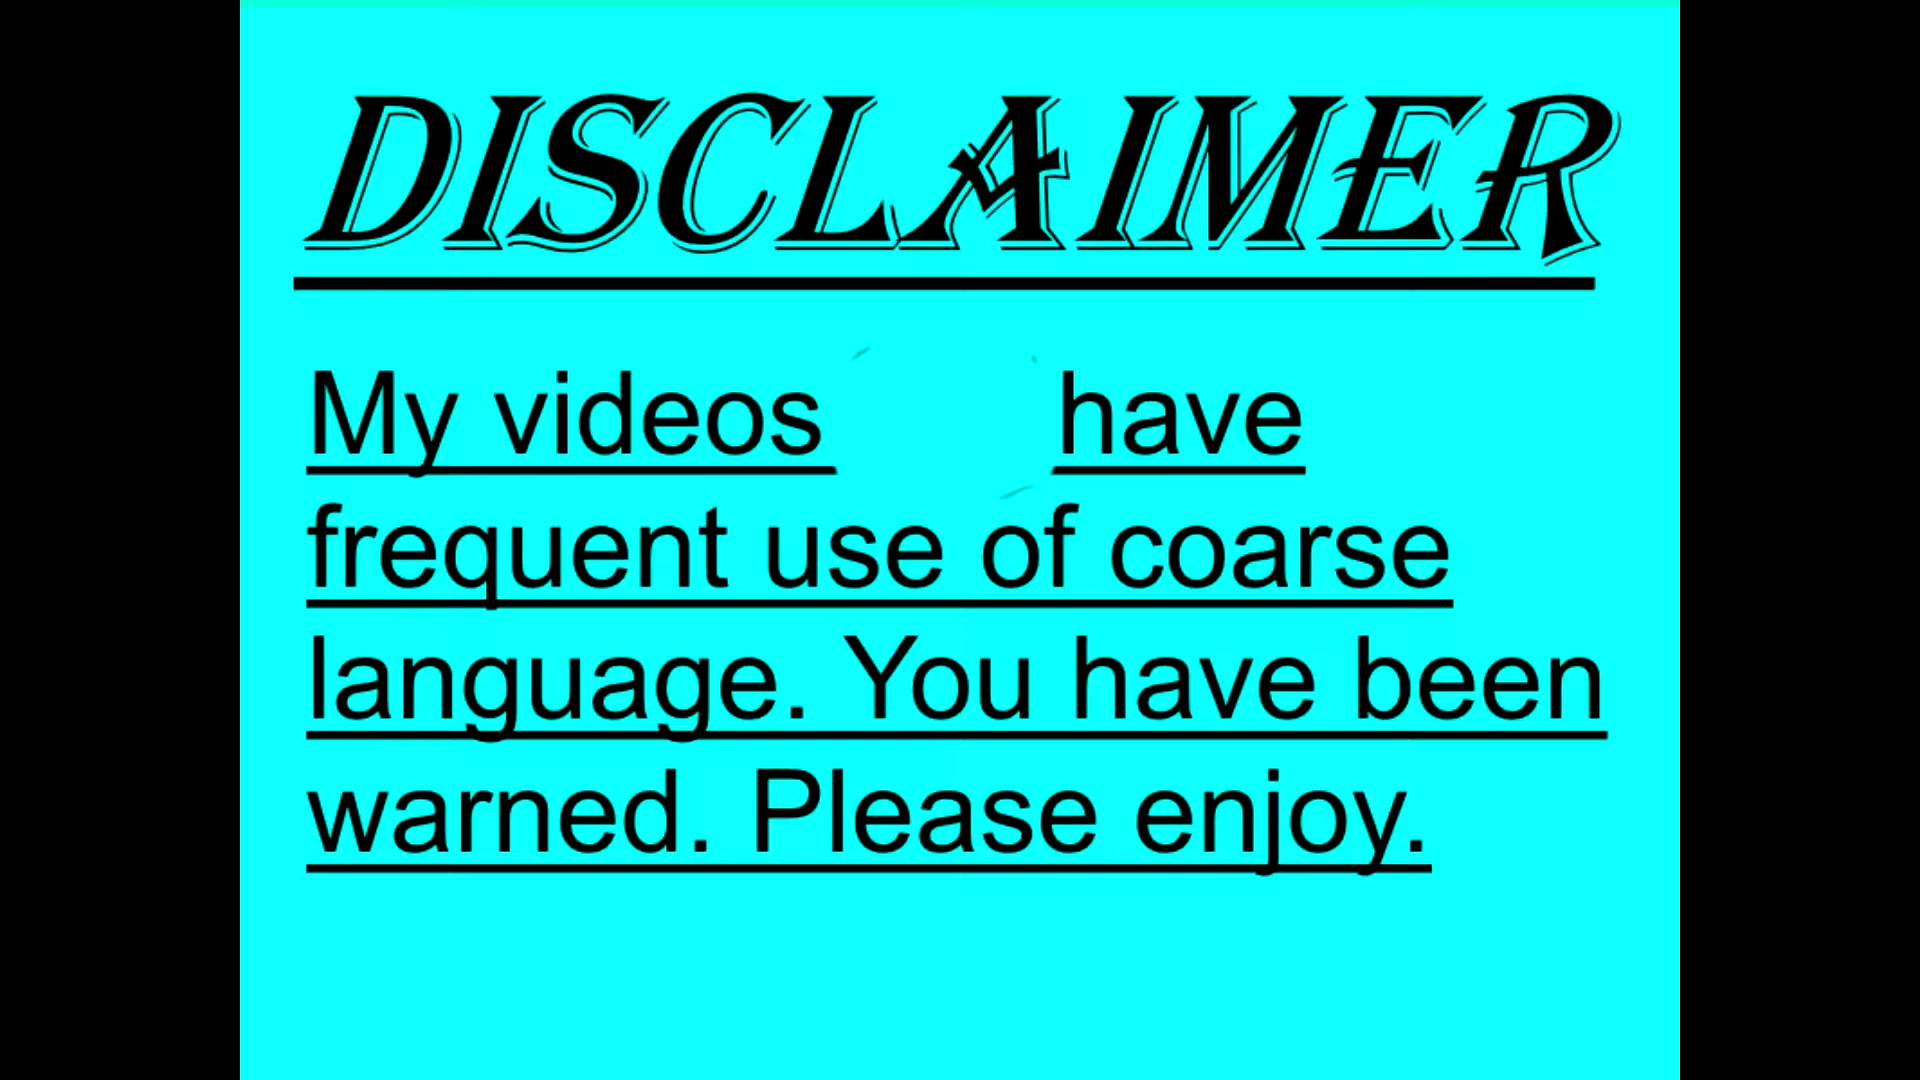 DISCLAIMER
My videos have
frequent use of coarse
language. You have been
warned. Please enjoy.